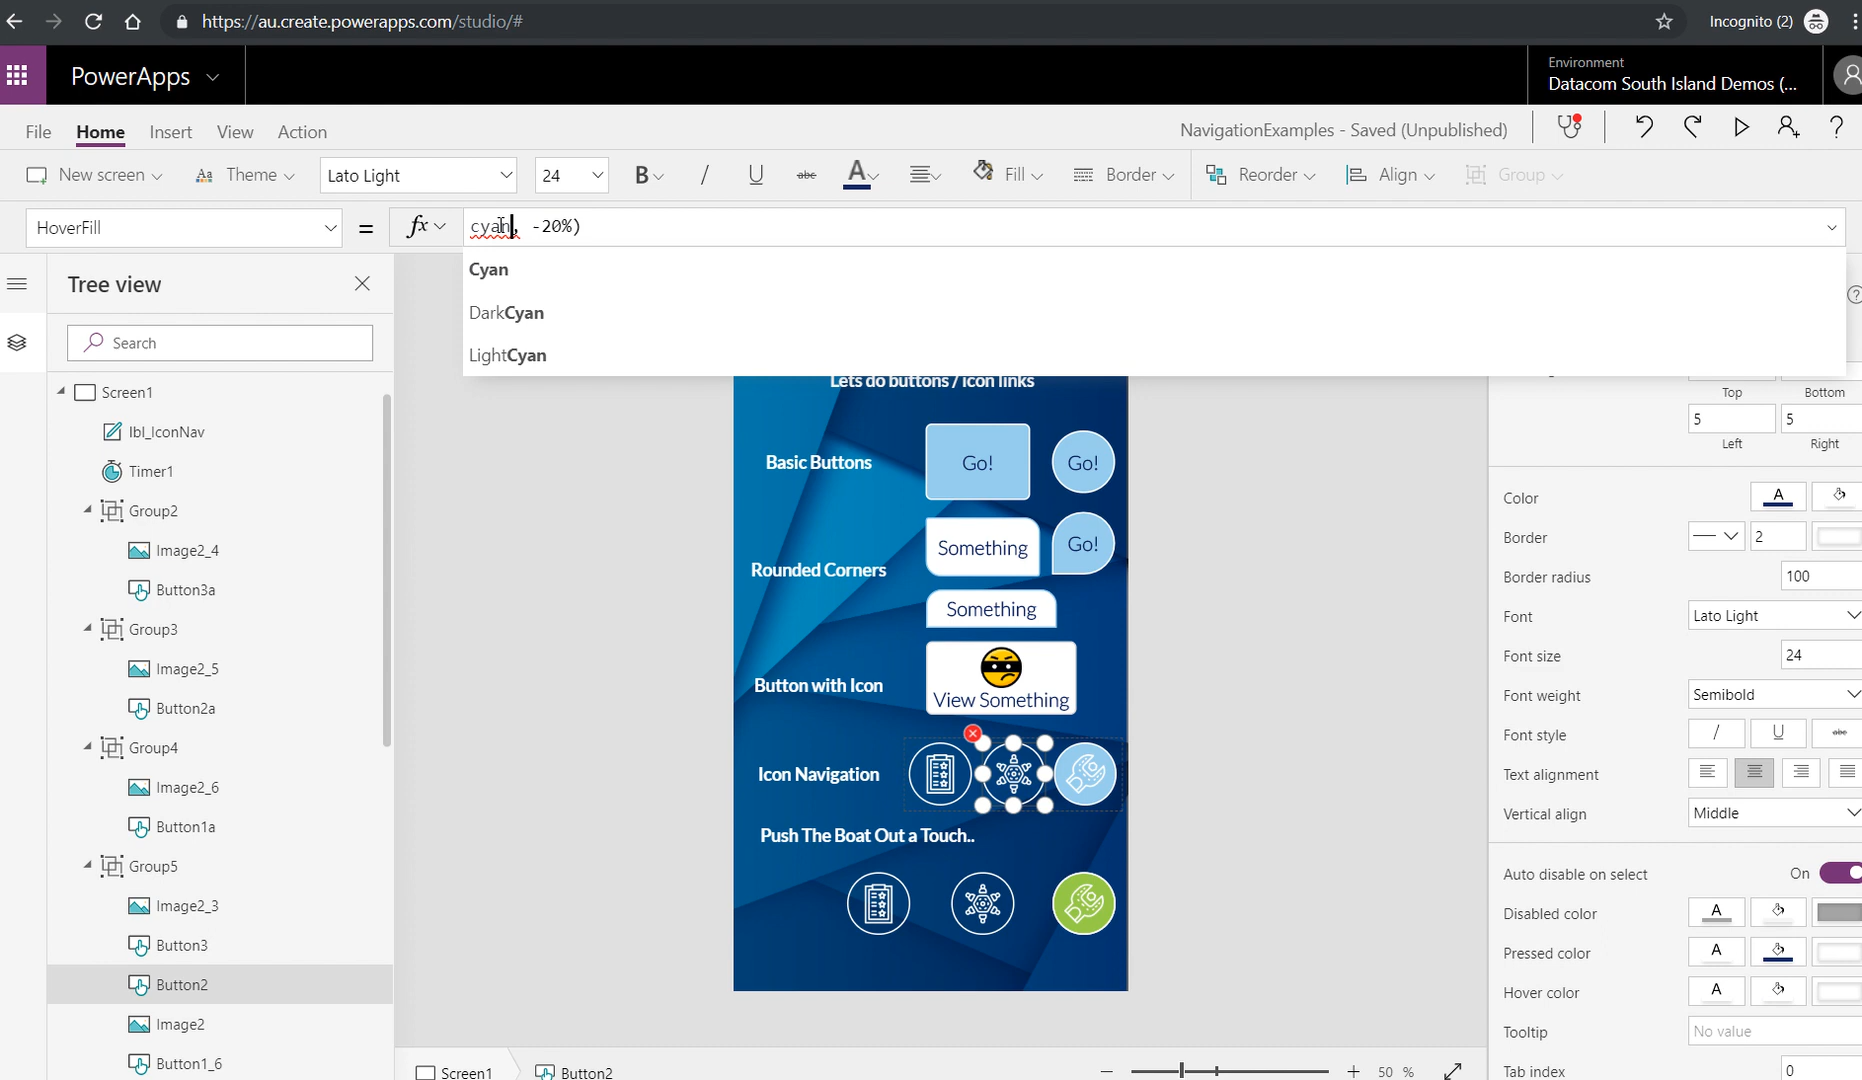 https://au.create.powerapps.com/studio/#
Incognito (2)
PowerApps
Environment
Datacom South Island Demos (...
File
Home
Insert
View
Action
NavigationExamples - Saved (Unpublished)
?
New screen
Aa
Theme
Lato Light
24
B
/
U
abc
A
Fill
Border
Reorder
Align
Group
HoverFill
=
fx
cyan, -20%)
Cyan
DarkCyan
LightCyan
Tree view
Search
Screen1
lbl_IconNav
Timer1
Group2
Image2_4
Button3a
Group3
Image2_5
Button2a
Group4
Image2_6
Button1a
Group5
Image2_3
Button3
Button2
Image2
Button1_6
Lets do buttons / icon links
Basic Buttons
Go!
Go!
Something
Go!
Rounded Corners
Something
Button with Icon
View Something
Icon Navigation
Push The Boat Out a Touch..
Top
Bottom
5
5
Left
Right
Color
A
Border
2
Border radius
100
Font
Lato Light
Font size
24
Font weight
Semibold
Font style
/
U
abc
Text alignment
Vertical align
Middle
Auto disable on select
On
Disabled color
A
Pressed color
A
Hover color
A
Tooltip
No value
Tab index
0
Screen1
Button2
50 %